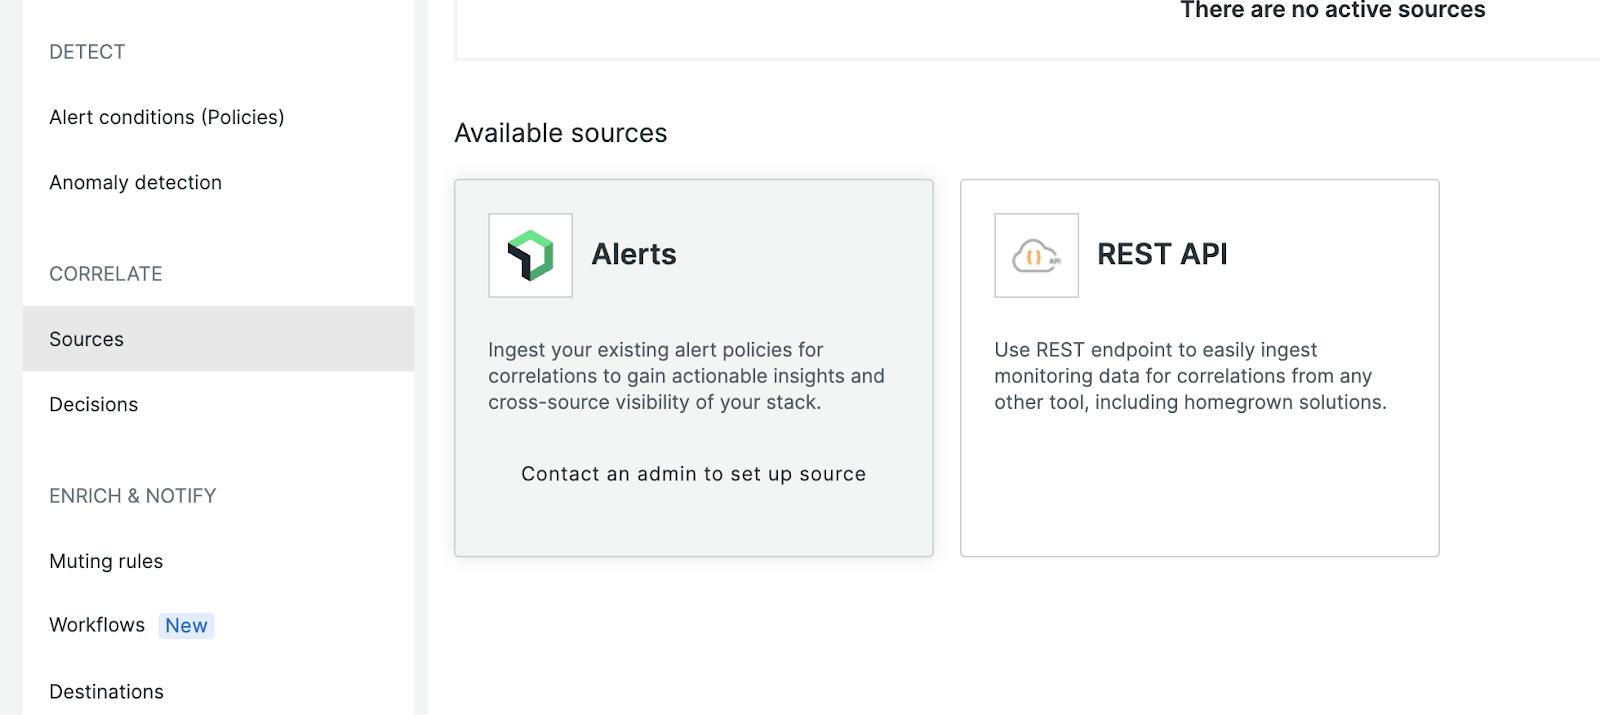 DETECT
Alert conditions (Policies)
Anomaly detection
CORRELATE
Sources
Decisions
ENRICH & NOTIFY
Muting rules
Workflows New
Destinations
There are no active sources
Available sources
Alerts
Ingest your existing alert policies for
correlations to gain actionable insights and
cross-source visibility of your stack.
Contact an admin to set up source
{} API
REST API
Use REST endpoint to easily ingest
monitoring data for correlations from any
other tool, including homegrown solutions.